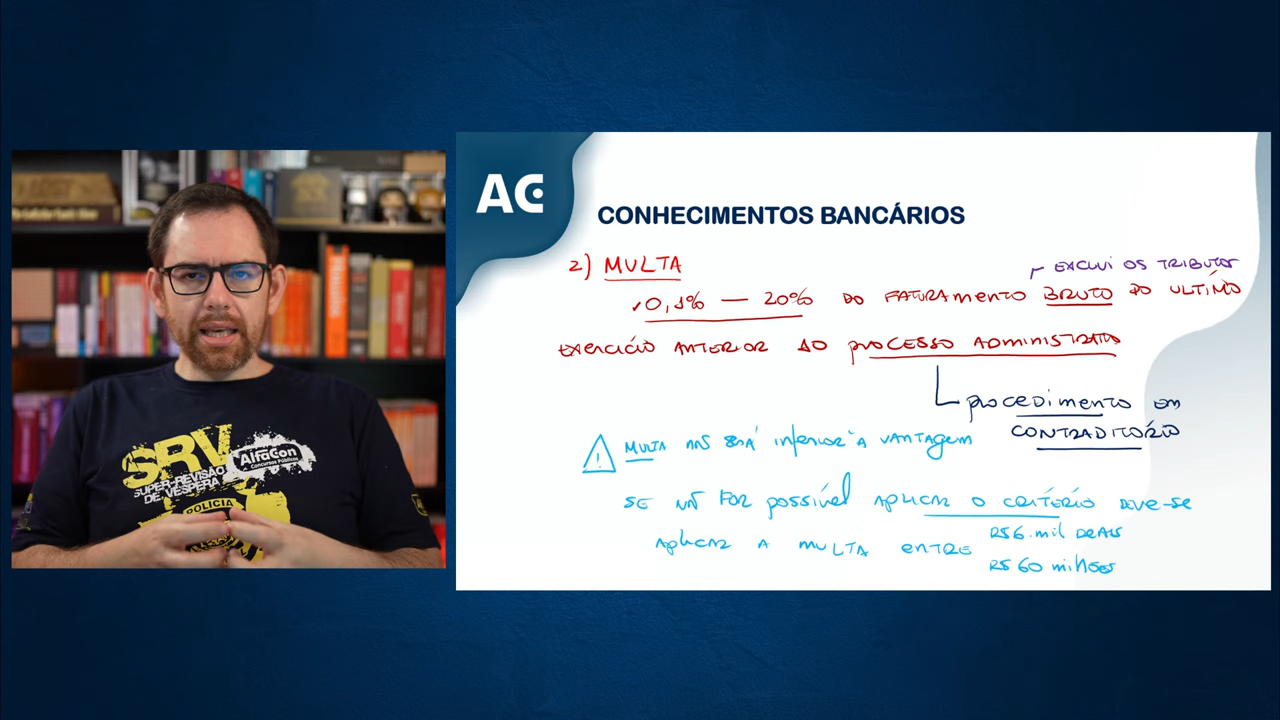 AC
CONHECIMENTOS BANCÁRIOS
2) MULTA
EXCLUI OS TRIBUTOS
0,1% — 20% DO FATURAMENTO BRUTO DO ÚLTIMO
EXERCÍCIO ANTERIOR AO PROCESSO ADMINISTRATIVO
PROCEDIMENTO EM
CONTRADITÓRIO
! MULTA NÃO SERÁ INFERIOR À VANTAGEM
SE NÃO FOR POSSÍVEL APLICAR O CRITÉRIO DEVE-SE
APLICAR A MULTA ENTRE R$ 6 mil REAIS
R$ 60 milhões
SRV
SUPER-REVISÃO
DE VÉSPERA
AlfaCon
Concursos Públicos
POLÍCIA